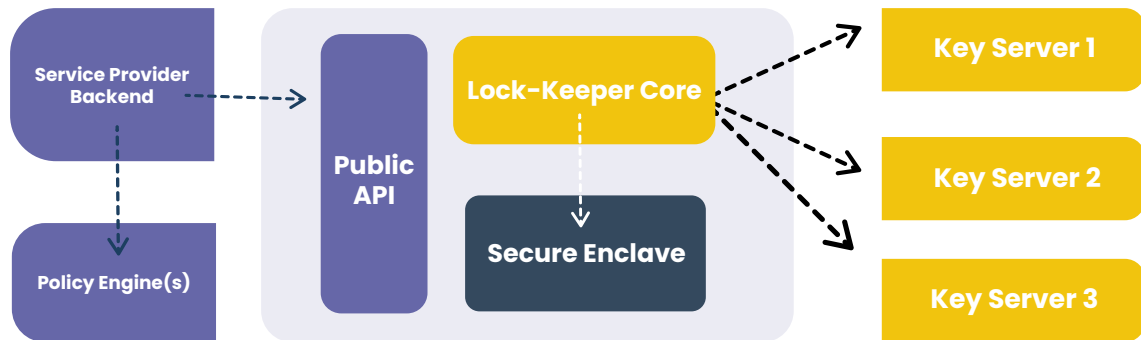 Service Provider
Backend
Policy Engine(s)
Public
API
Lock-Keeper Core
Secure Enclave
Key Server 1
Key Server 2
Key Server 3